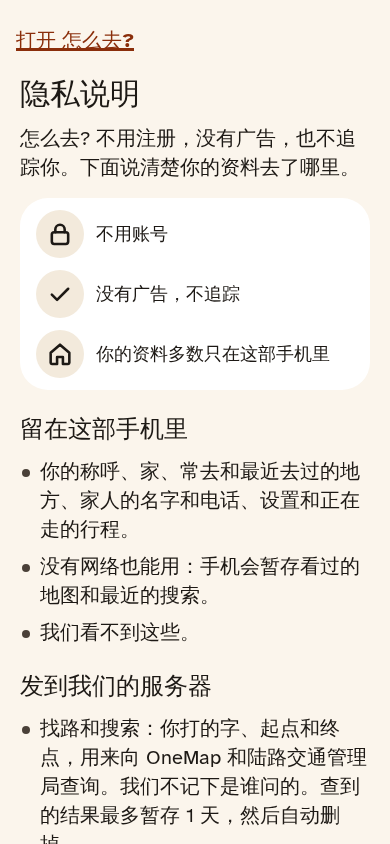 打开 怎么去?
隐私说明
怎么去? 不用注册，没有广告，也不追
踪你。下面说清楚你的资料去了哪里。
不用账号
没有广告，不追踪
你的资料多数只在这部手机里
留在这部手机里
你的称呼、家、常去和最近去过的地
方、家人的名字和电话、设置和正在
走的行程。
没有网络也能用：手机会暂存看过的
地图和最近的搜索。
我们看不到这些。
发到我们的服务器
找路和搜索：你打的字、起点和终
点，用来向 OneMap 和陆路交通管理
局查询。我们不记下是谁问的。查到
的结果最多暂存 1 天，然后自动删